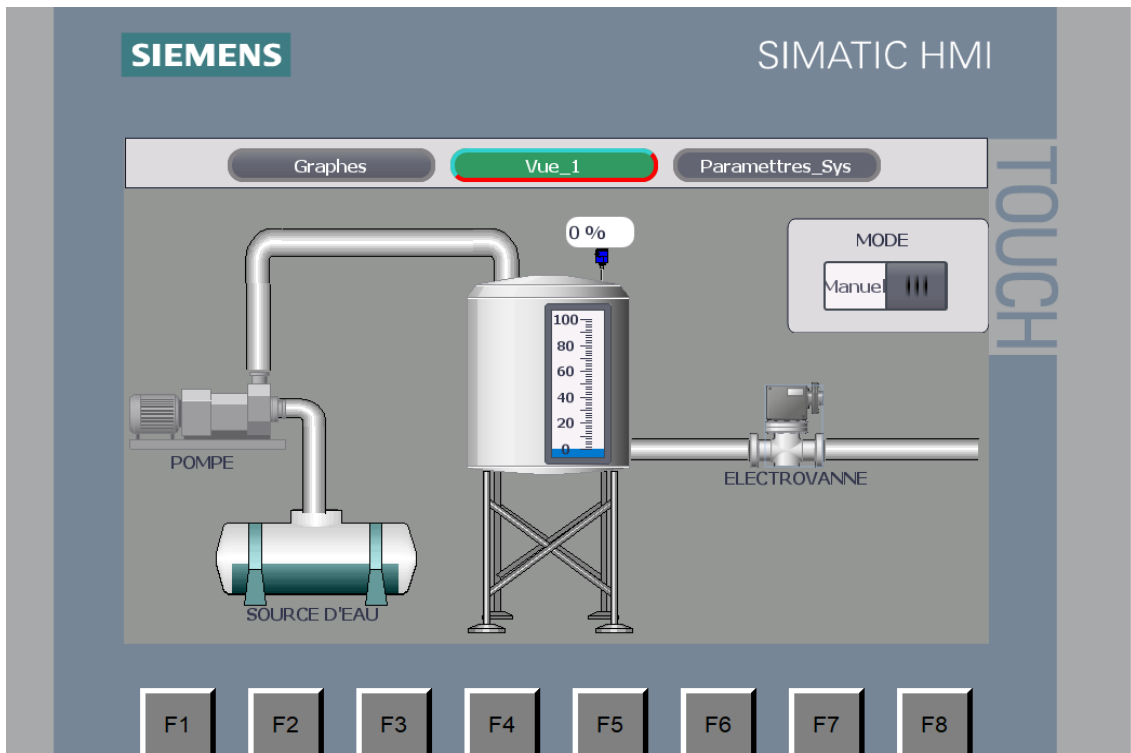 SIEMENS
SIMATIC HMI
TOUCH
Graphes
Vue_1
Paramettres_Sys
0 %
MODE
Manuel
100
80
60
40
20
0
POMPE
ELECTROVANNE
SOURCE D'EAU
F1
F2
F3
F4
F5
F6
F7
F8